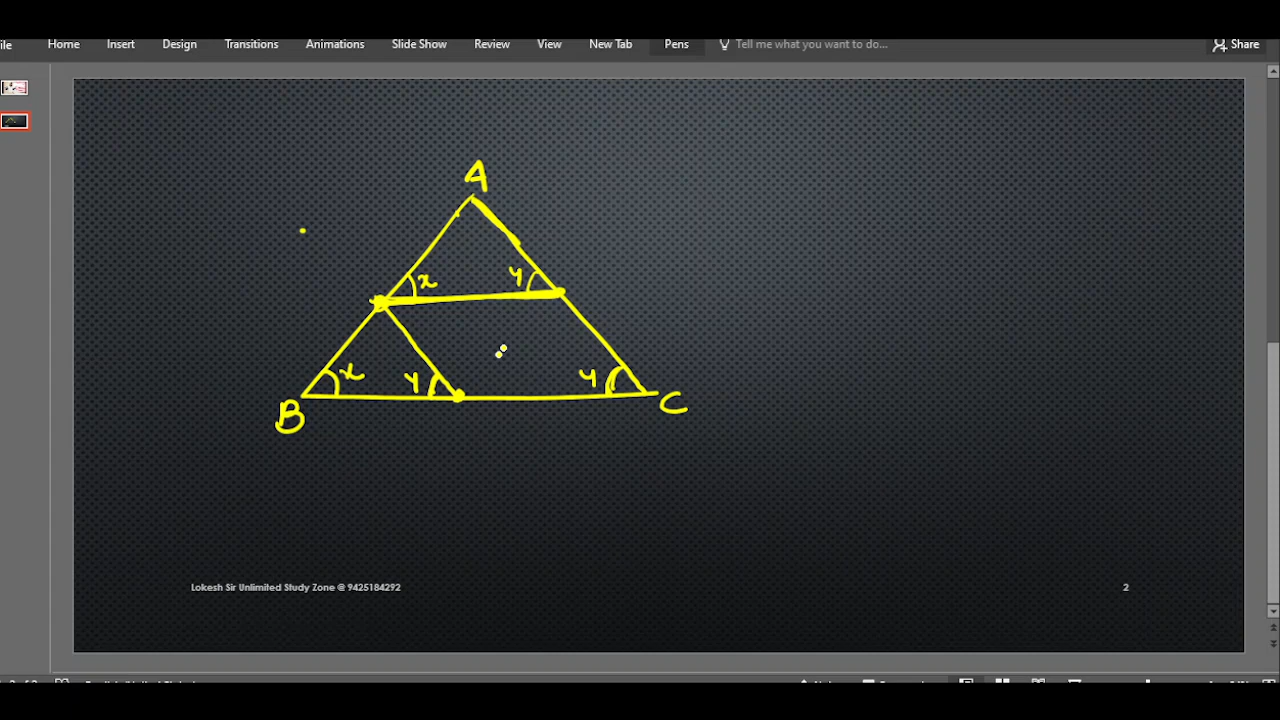 Home Insert Design Transitions Animations Slide Show Review View New Tab Pens Tell me what you want to do... Share
A
x y
x y y
B C
Lokesh Sir Unlimited Study Zone @ 9425184292 2